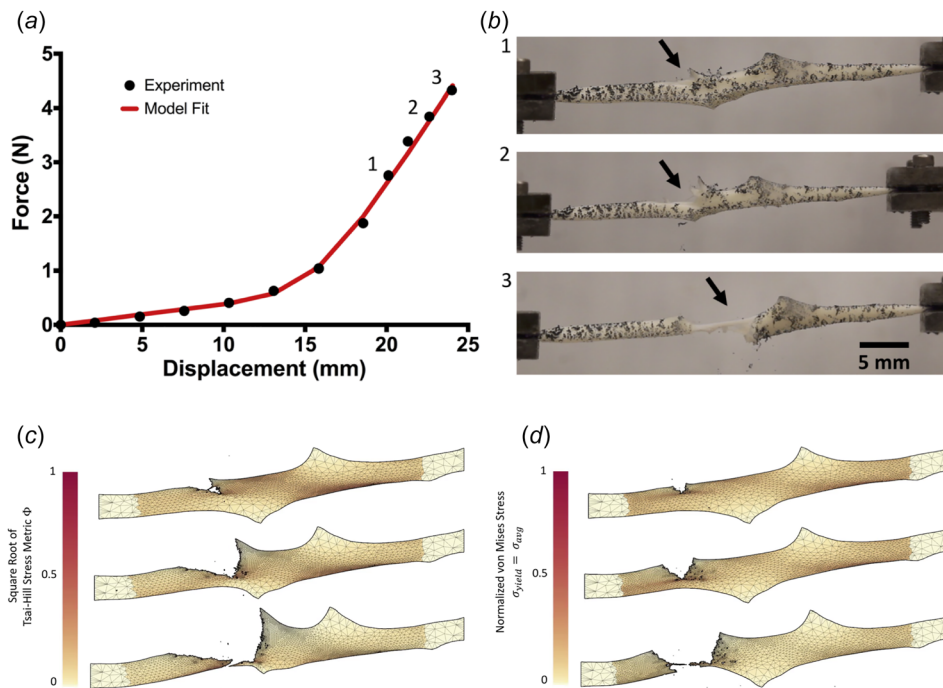 (a)
5
4
3
2
1
0
Force (N)
Experiment
Model Fit
3
2
1
0
5
10
15
20
25
Displacement (mm)
(b)
1
2
3
5 mm
(c)
1
0.5
0
Square Root of
Tsai-Hill Stress Metric Φ
(d)
1
0.5
0
Normalized von Mises Stress
σyield = σavg